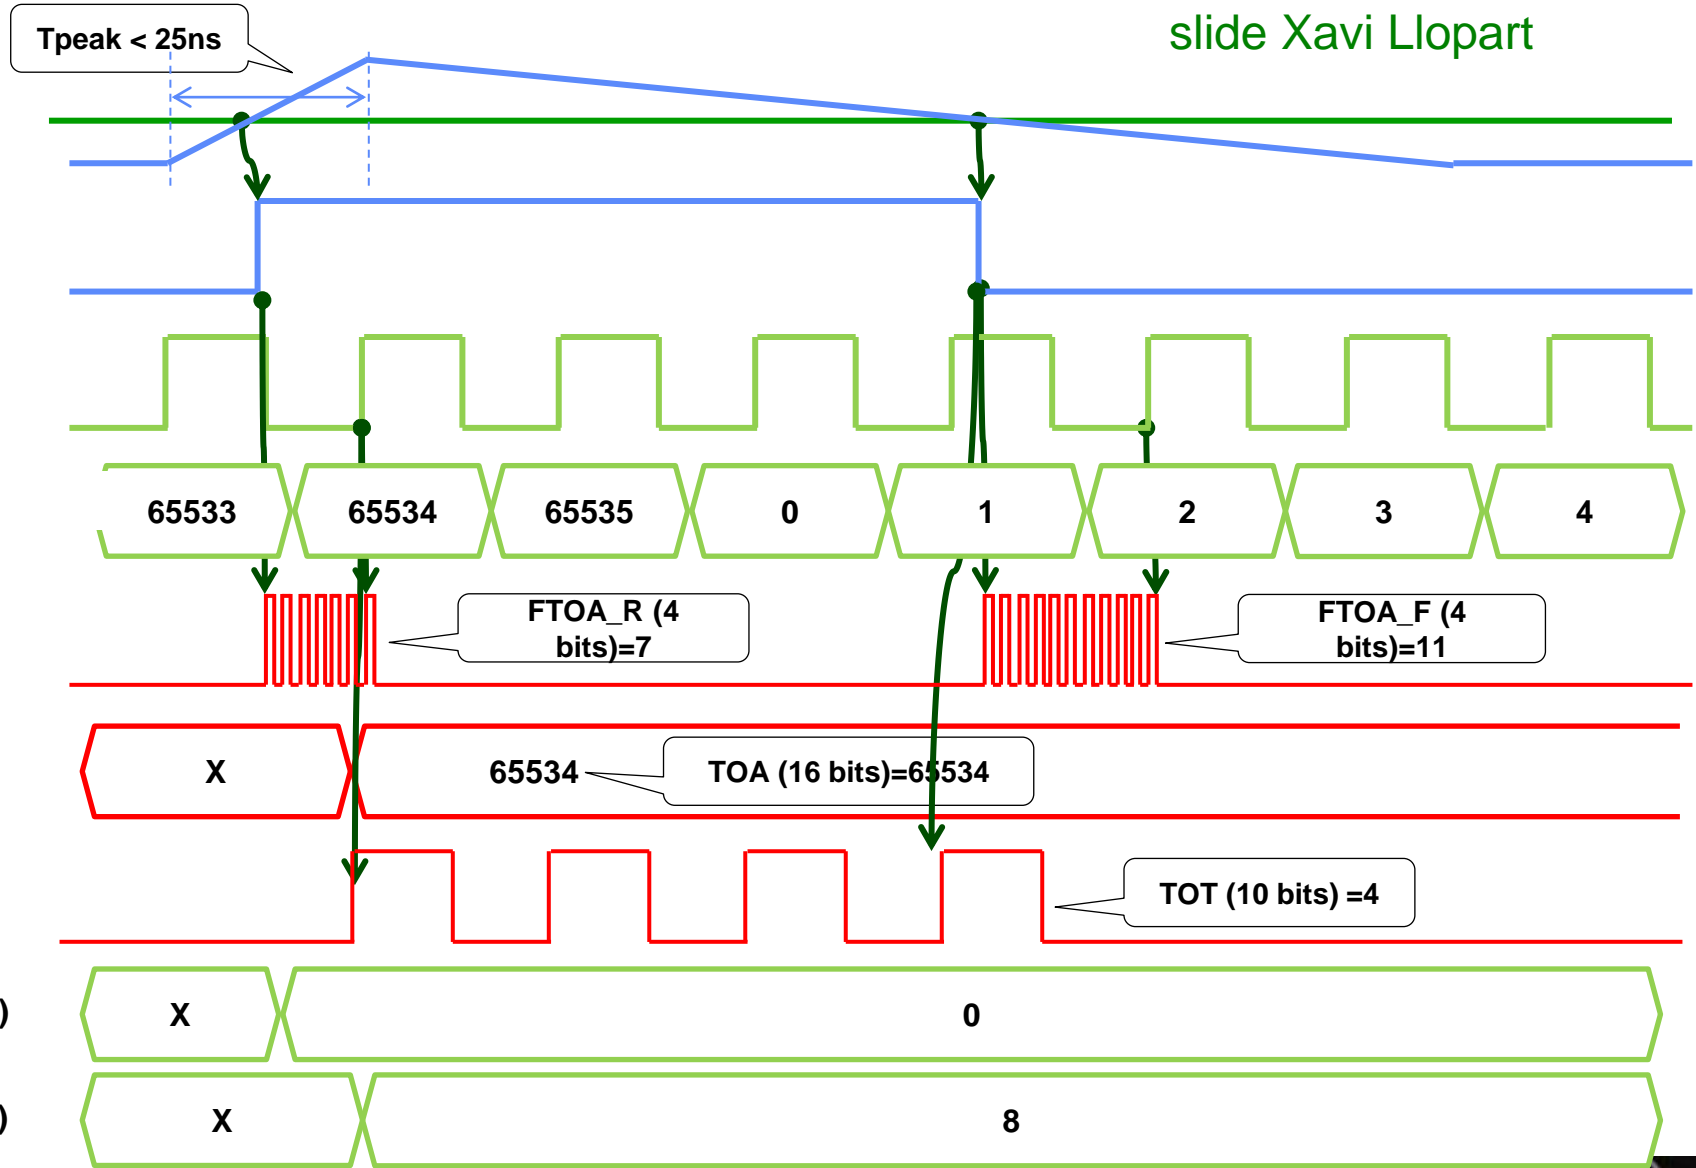 slide Xavi Llopart
Tpeak < 25ns
65533 65534 65535 0 1 2 3 4
FTOA_R (4
bits)=7
FTOA_F (4
bits)=11
X 65534 TOA (16 bits)=65534
TOT (10 bits) =4
) X 0
) X 8